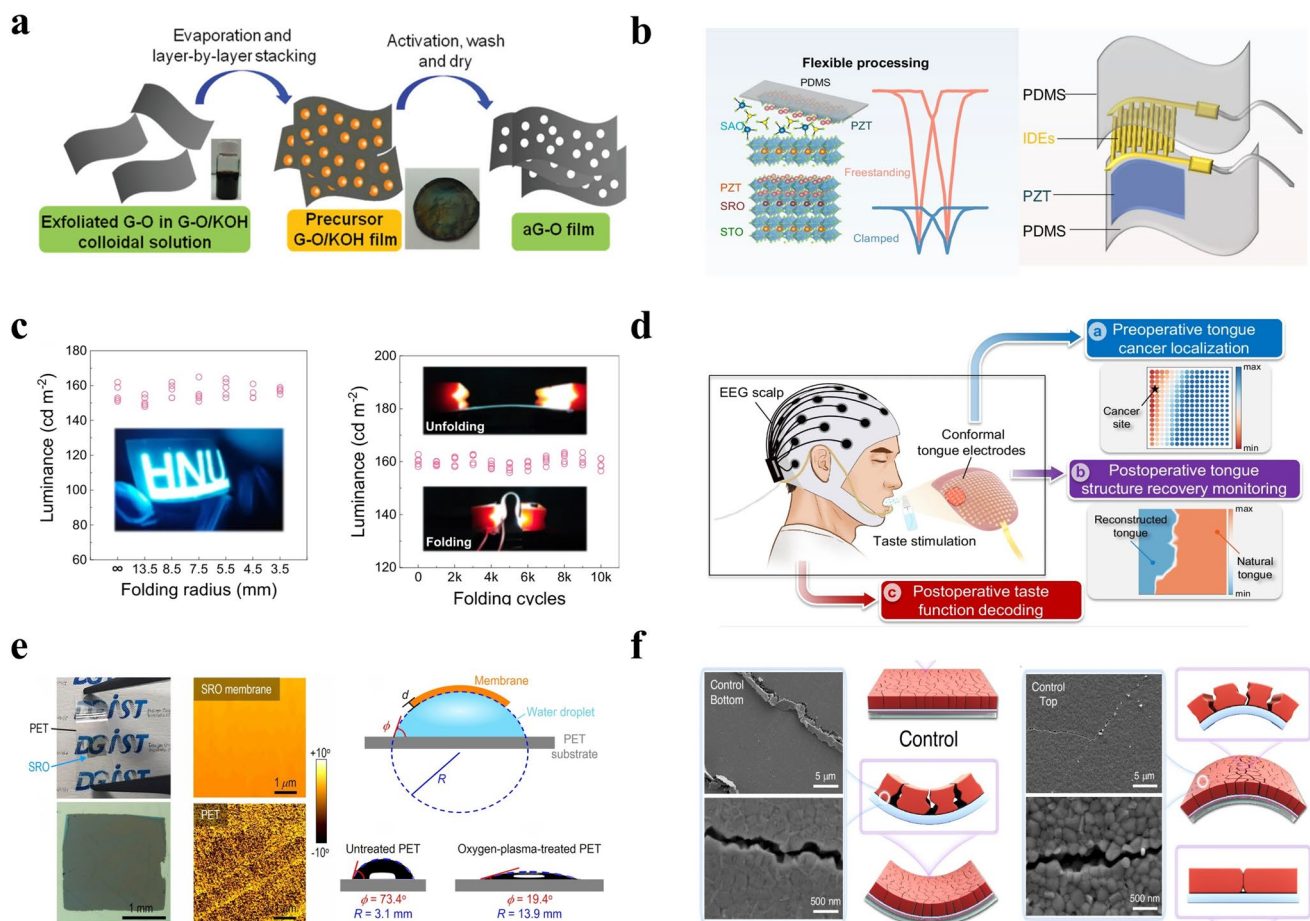 a
Evaporation and
layer-by-layer stacking
Activation, wash
and dry
Exfoliated G-O in G-O/KOH
colloidal solution
Precursor
G-O/KOH film
aG-O film
b
Flexible processing
PDMS
SAO
PZT
PZT
SRO
STO
Freestanding
Clamped
PDMS
IDEs
PZT
PDMS
c
Luminance (cd m-2)
180
160
140
120
100
80
60
HNU
∞ 13.5 8.5 7.5 5.5 4.5 3.5
Folding radius (mm)
Luminance (cd m-2)
200
180
160
140
120
Unfolding
Folding
0 2k 4k 6k 8k 10k
Folding cycles
d
EEG scalp
Conformal
tongue electrodes
Taste stimulation
a Preoperative tongue
cancer localization
Cancer
site
max
min
b Postoperative tongue
structure recovery monitoring
Reconstructed
tongue
Natural
tongue
max
min
c Postoperative taste
function decoding
e
PET
SRO
DGIST
DGIST
DGIST
SRO membrane
1 μm
+10º
-10º
1 mm
PET
1 μm
Membrane
d
ϕ
Water droplet
PET
substrate
R
Untreated PET
ϕ = 73.4º
R = 3.1 mm
Oxygen-plasma-treated PET
ϕ = 19.4º
R = 13.9 mm
f
Control
Bottom
5 μm
500 nm
Control
Control
Top
5 μm
500 nm